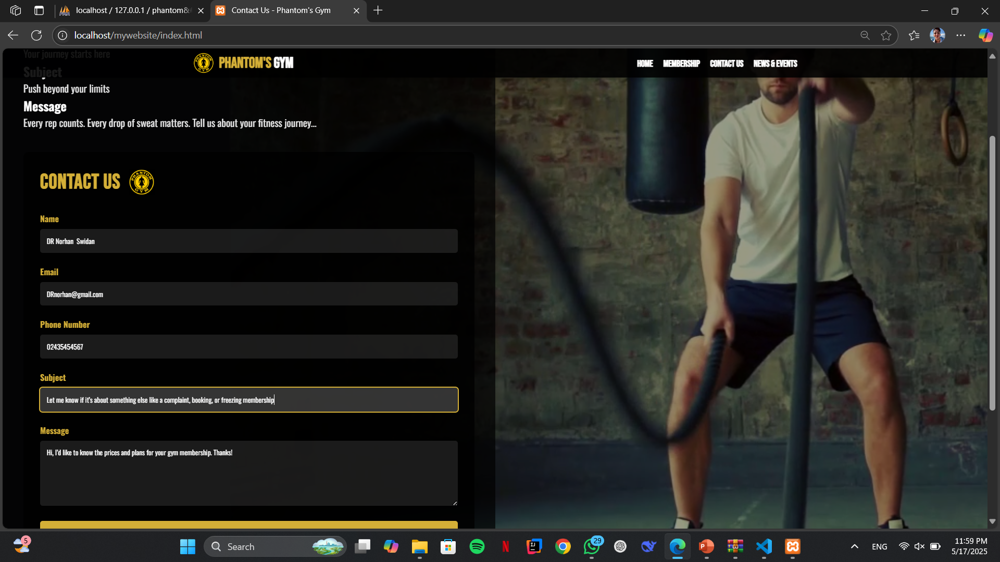 localhost / 127.0.0.1 / phantom&#
Contact Us - Phantom's Gym
localhost/mywebsite/index.html
Your journey starts here
PHANTOM GYM
PHANTOM'S GYM
HOME
MEMBERSHIP
CONTACT US
NEWS & EVENTS
Subject
Push beyond your limits
Message
Every rep counts. Every drop of sweat matters. Tell us about your fitness journey...
CONTACT US
PHANTOM GYM
Name
DR Norhan  Swidan
Email
DRnorhan@gmail.com
Phone Number
02435454567
Subject
Let me know if it's about something else like a complaint, booking, or freezing membership
Message
Hi, I'd like to know the prices and plans for your gym membership. Thanks!
5
Search
29
ENG
11:59 PM
5/17/2025